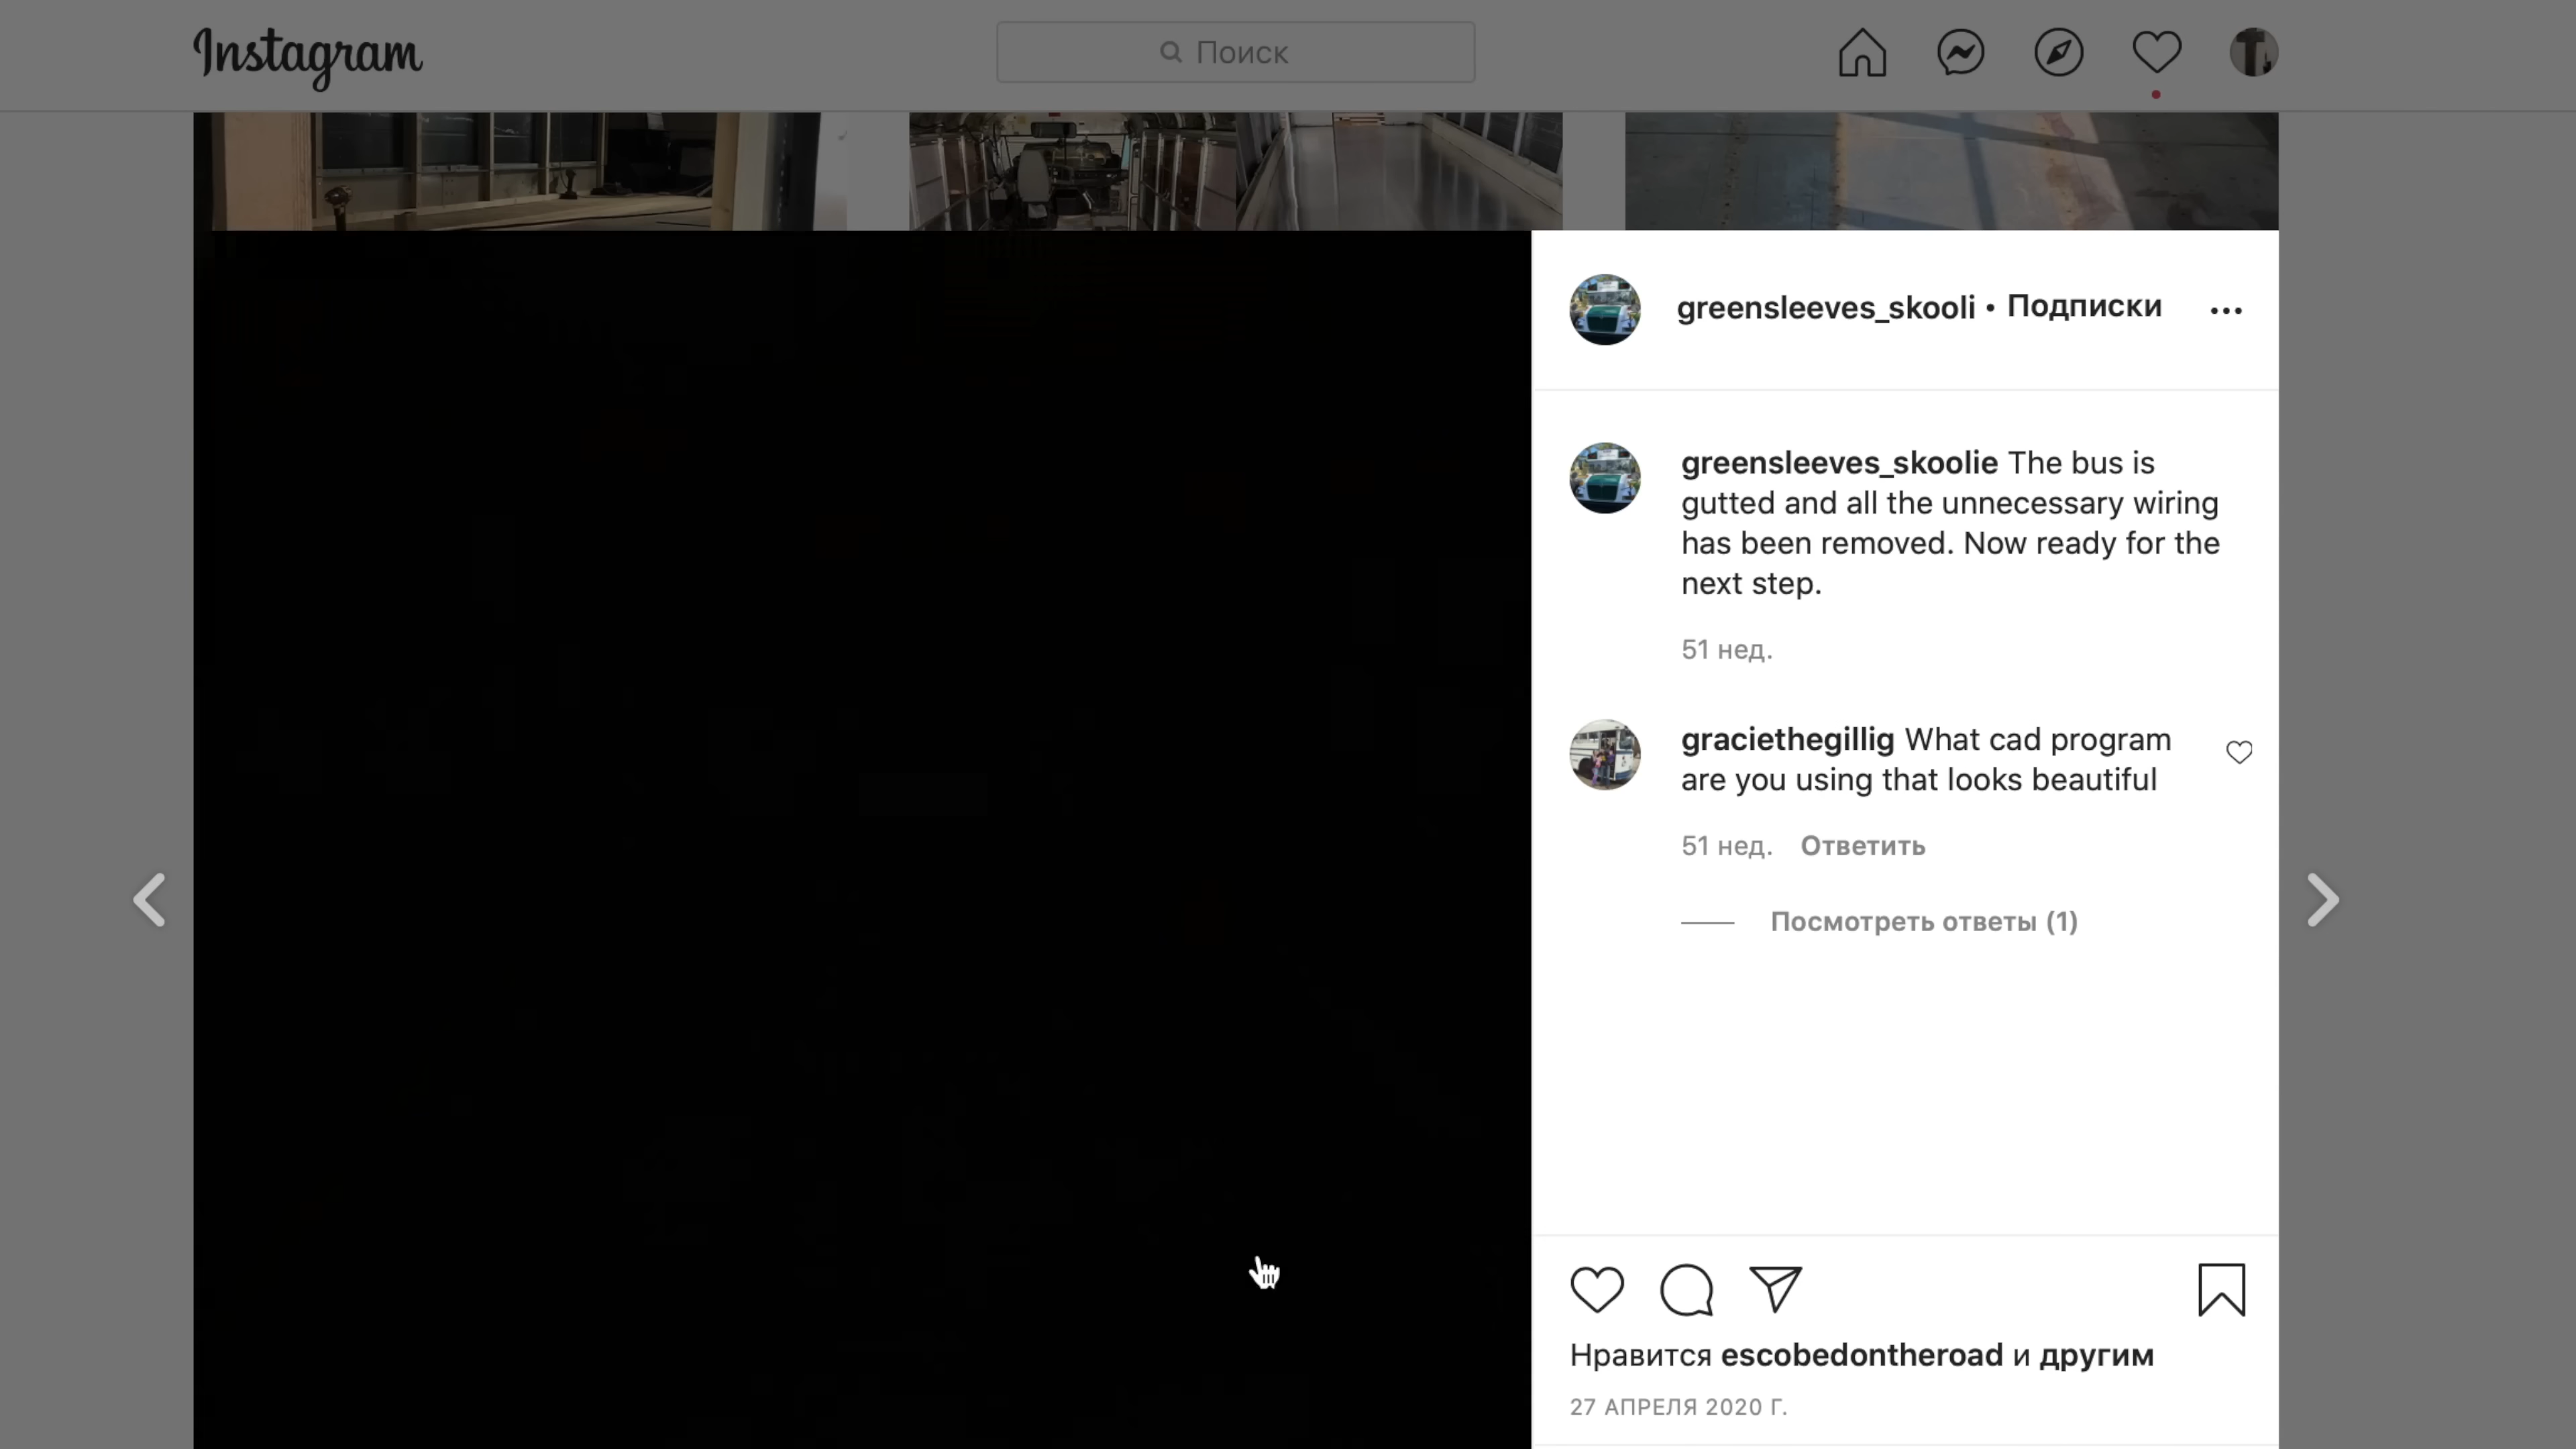 Instagram
Поиск
greensleeves_skooli • Подписки
greensleeves_skoolie The bus is
gutted and all the unnecessary wiring
has been removed. Now ready for the
next step.
51 нед.
graciethegillig What cad program
are you using that looks beautiful
51 нед. Ответить
Посмотреть ответы (1)
Нравится escobedontheroad и другим
27 АПРЕЛЯ 2020 Г.